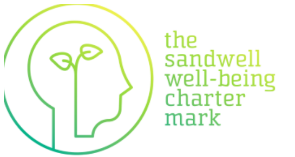 the
sandwell
well-being
charter
mark